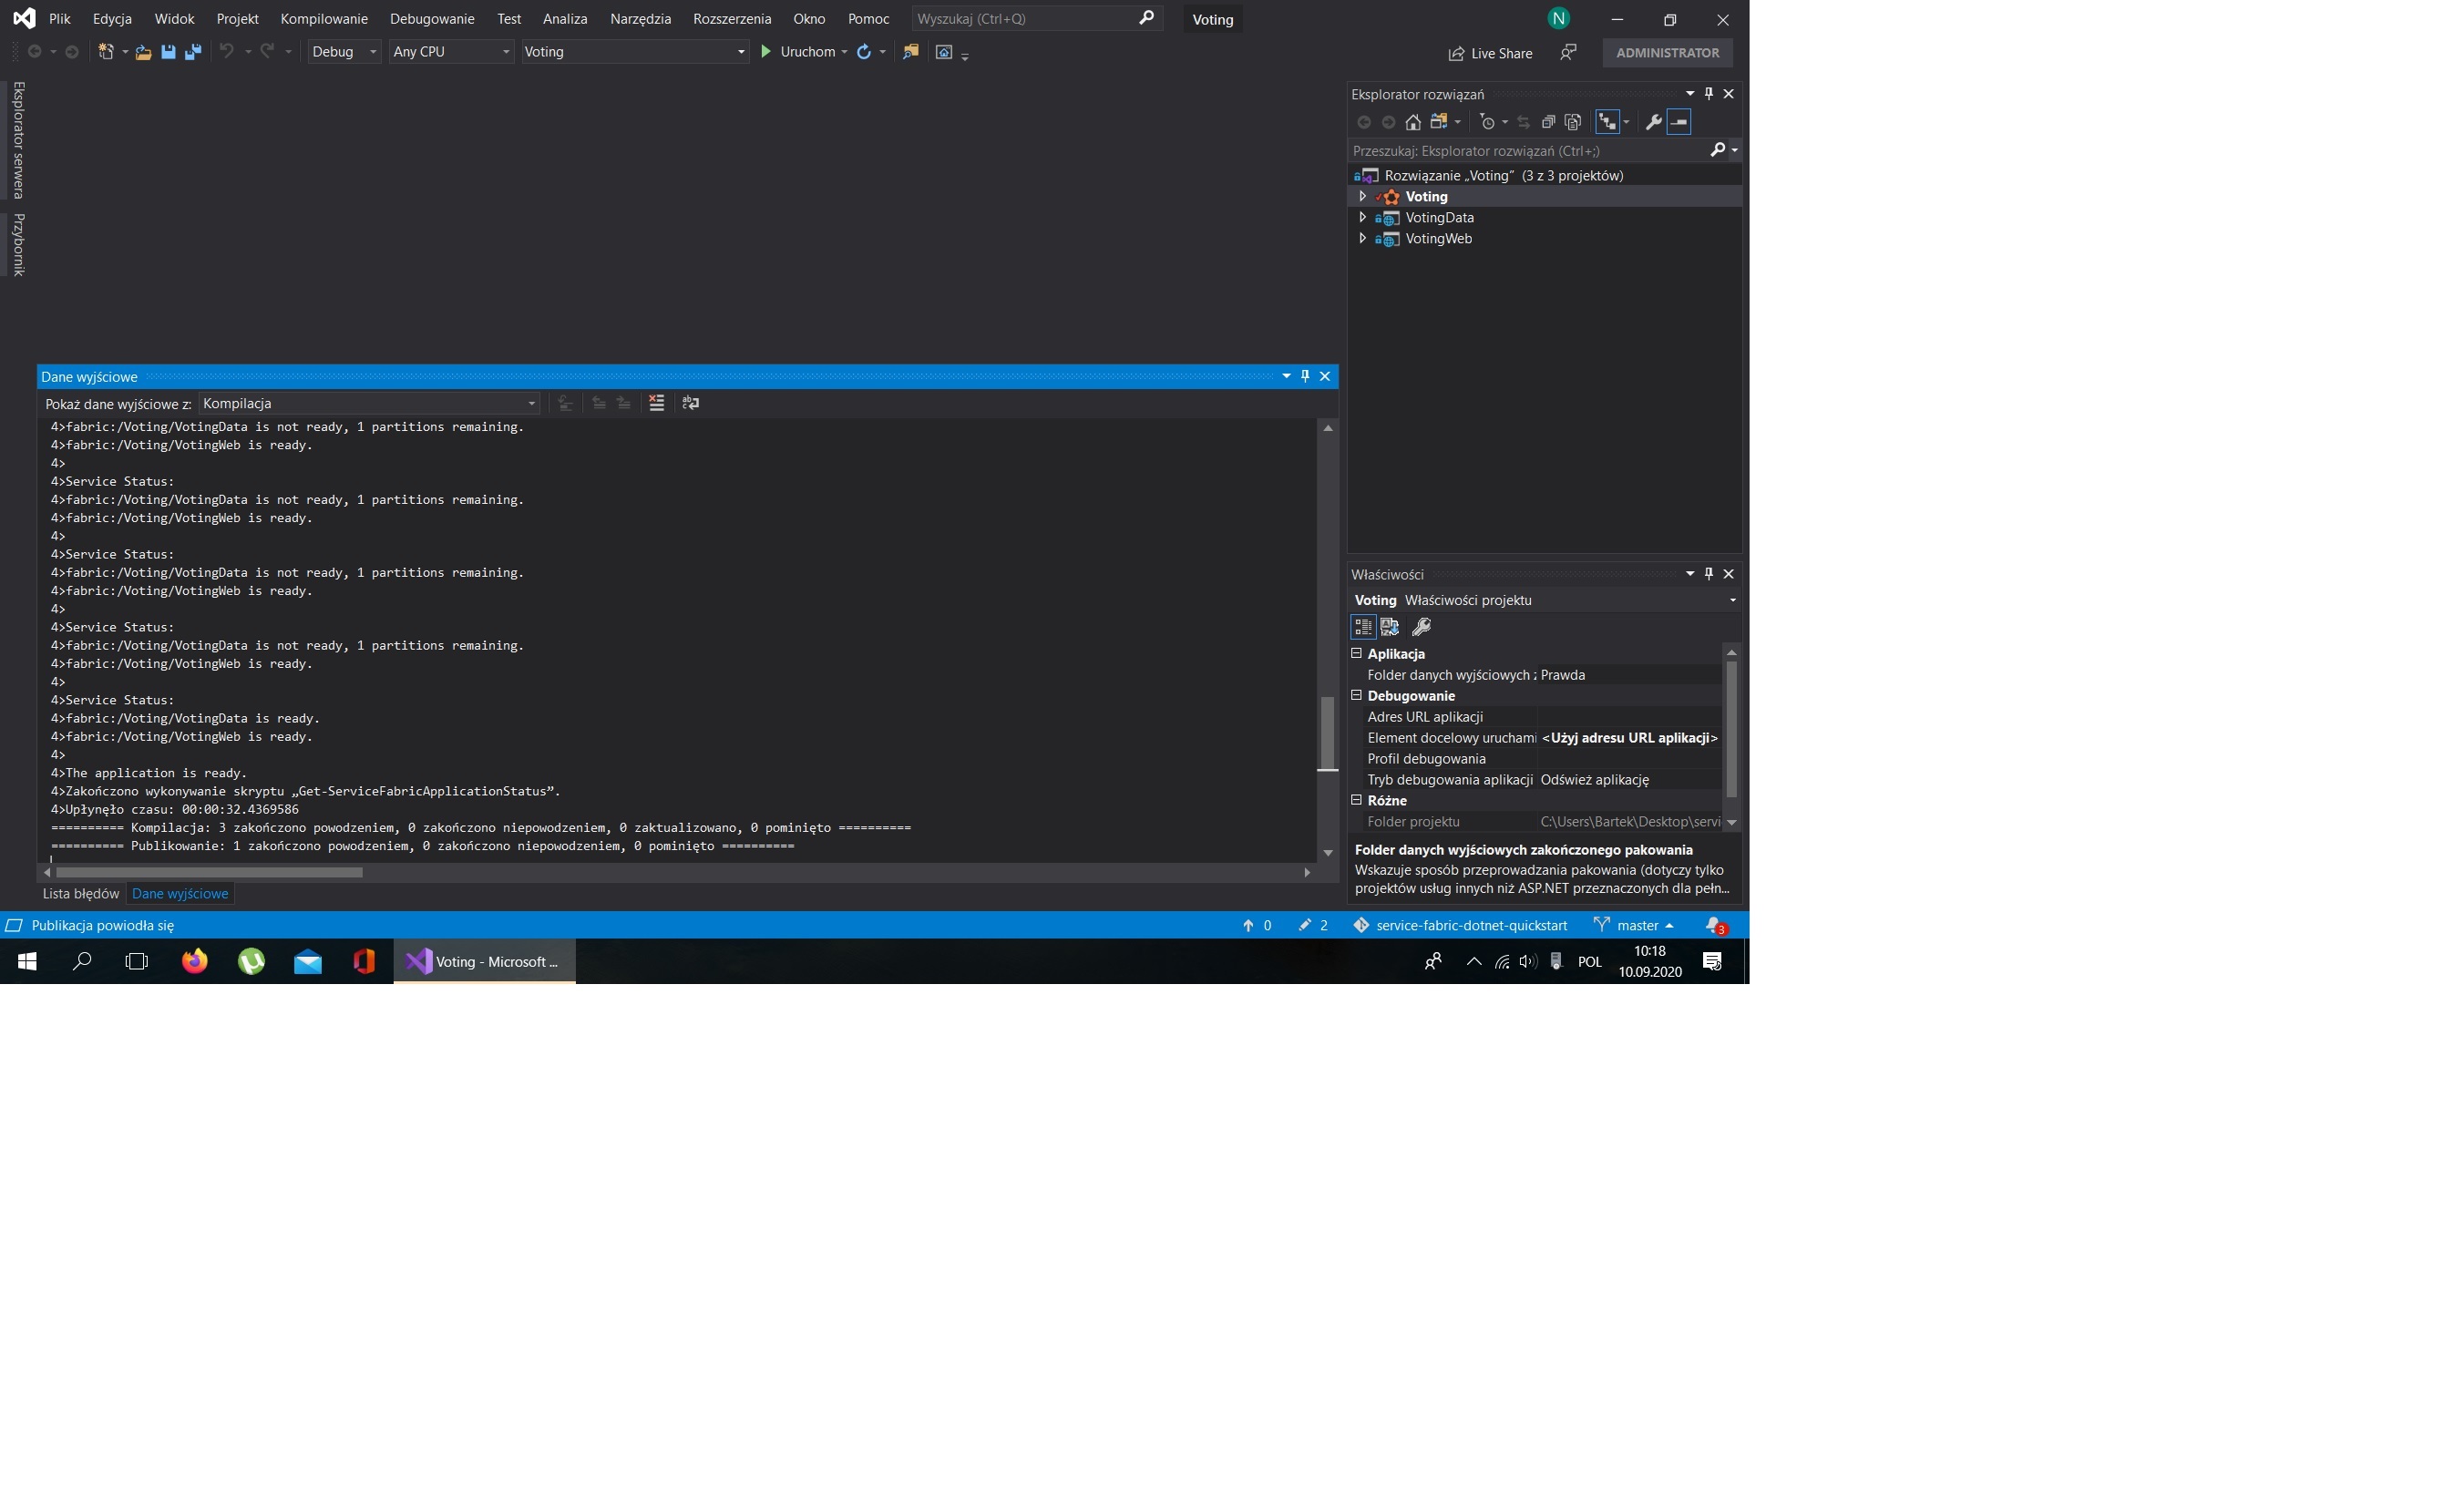 Plik Edycja Widok Projekt Kompilowanie Debugowanie Test Analiza Narzędzia Rozszerzenia Okno Pomoc Wyszukaj (Ctrl+Q) Voting N
Debug Any CPU Voting Uruchom Live Share ADMINISTRATOR
Eksplorator serwera
Przybornik
Eksplorator rozwiązań
Przeszukaj: Eksplorator rozwiązań (Ctrl+;)
Rozwiązanie „Voting” (3 z 3 projektów)
Voting
VotingData
VotingWeb
Dane wyjściowe
Pokaż dane wyjściowe z: Kompilacja
4>fabric:/Voting/VotingData is not ready, 1 partitions remaining.
4>fabric:/Voting/VotingWeb is ready.
4>
4>Service Status:
4>fabric:/Voting/VotingData is not ready, 1 partitions remaining.
4>fabric:/Voting/VotingWeb is ready.
4>
4>Service Status:
4>fabric:/Voting/VotingData is not ready, 1 partitions remaining.
4>fabric:/Voting/VotingWeb is ready.
4>
4>Service Status:
4>fabric:/Voting/VotingData is not ready, 1 partitions remaining.
4>fabric:/Voting/VotingWeb is ready.
4>
4>Service Status:
4>fabric:/Voting/VotingData is ready.
4>fabric:/Voting/VotingWeb is ready.
4>
4>The application is ready.
4>Zakończono wykonywanie skryptu „Get-ServiceFabricApplicationStatus”.
4>Upłynęło czasu: 00:00:32.4369586
========== Kompilacja: 3 zakończono powodzeniem, 0 zakończono niepowodzeniem, 0 zaktualizowano, 0 pominięto ==========
========== Publikowanie: 1 zakończono powodzeniem, 0 zakończono niepowodzeniem, 0 pominięto ==========
Lista błędów Dane wyjściowe
Właściwości
Voting Właściwości projektu
Aplikacja
Folder danych wyjściowych z Prawda
Debugowanie
Adres URL aplikacji
Element docelowy uruchami <Użyj adresu URL aplikacji>
Profil debugowania
Tryb debugowania aplikacji Odśwież aplikację
Różne
Folder projektu C:\Users\Bartek\Desktop\servi
Folder danych wyjściowych zakończonego pakowania
Wskazuje sposób przeprowadzania pakowania (dotyczy tylko
projektów usług innych niż ASP.NET przeznaczonych dla pełn...
Publikacja powiodła się 0 2 service-fabric-dotnet-quickstart master 3
Voting - Microsoft ... POL 10:18
10.09.2020